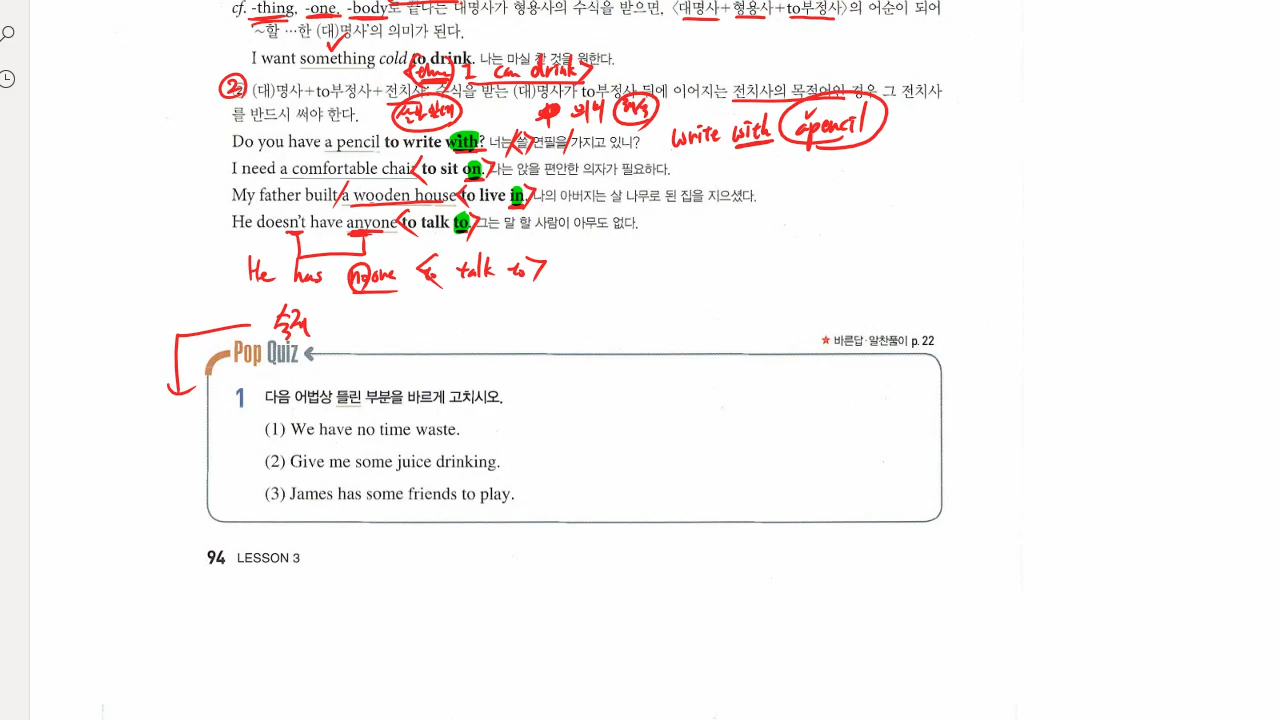 cf. -thing, -one, -body로 끝나는 대명사가 형용사의 수식을 받으면, 〈대명사+형용사+to부정사〉의 어순이 되어
'~할 …한 (대)명사'의 의미가 된다.
I want something cold to drink. 나는 마실 찬 것을 원한다.
I can drink
2 (대)명사+to부정사+전치사: 수식을 받는 (대)명사가 to부정사 뒤에 이어지는 전치사의 목적어인 경우 그 전치사
를 반드시 써야 한다.
write with a pencil
Do you have a pencil to write with? 너는 쓸 연필을 가지고 있니?
I need a comfortable chair to sit on. 나는 앉을 편안한 의자가 필요하다.
My father built a wooden house to live in. 나의 아버지는 살 나무로 된 집을 지으셨다.
He doesn't have anyone to talk to. 그는 말 할 사람이 아무도 없다.
He has no one <to talk to>
숙제
Pop Quiz
★ 바른답·알찬풀이 p. 22
1 다음 어법상 틀린 부분을 바르게 고치시오.
(1) We have no time waste.
(2) Give me some juice drinking.
(3) James has some friends to play.
94 LESSON 3